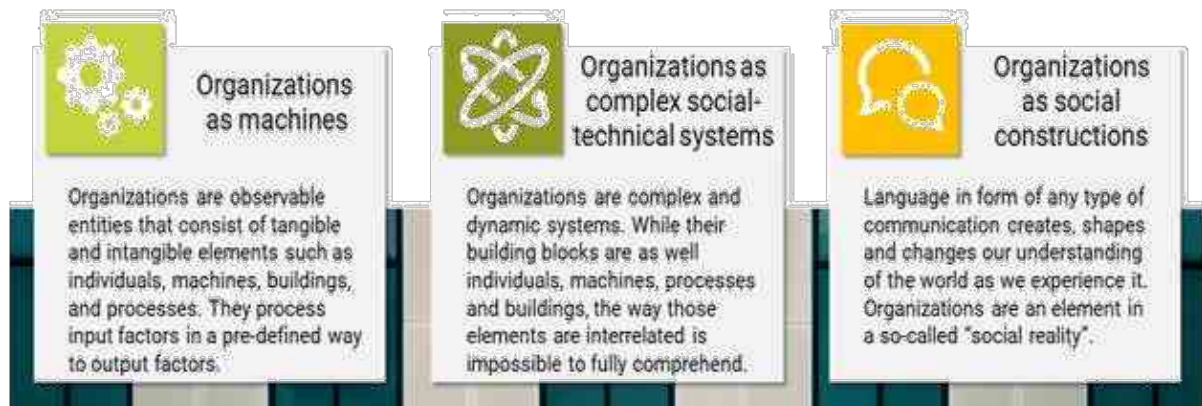 Organizations
as machines
Organizations are observable
entities that consist of tangible
and intangible elements such as
individuals, machines, buildings,
and processes. They process
input factors in a pre-defined way
to output factors.
Organizations as
complex social-
technical systems
Organizations are complex and
dynamic systems. While their
building blocks are as well
individuals, machines, processes
and buildings, the way those
elements are interrelated is
impossible to fully comprehend.
Organizations
as social
constructions
Language in form of any type of
communication creates, shapes
and changes our understanding
of the world as we experience it.
Organizations are an element in
a so-called "social reality".